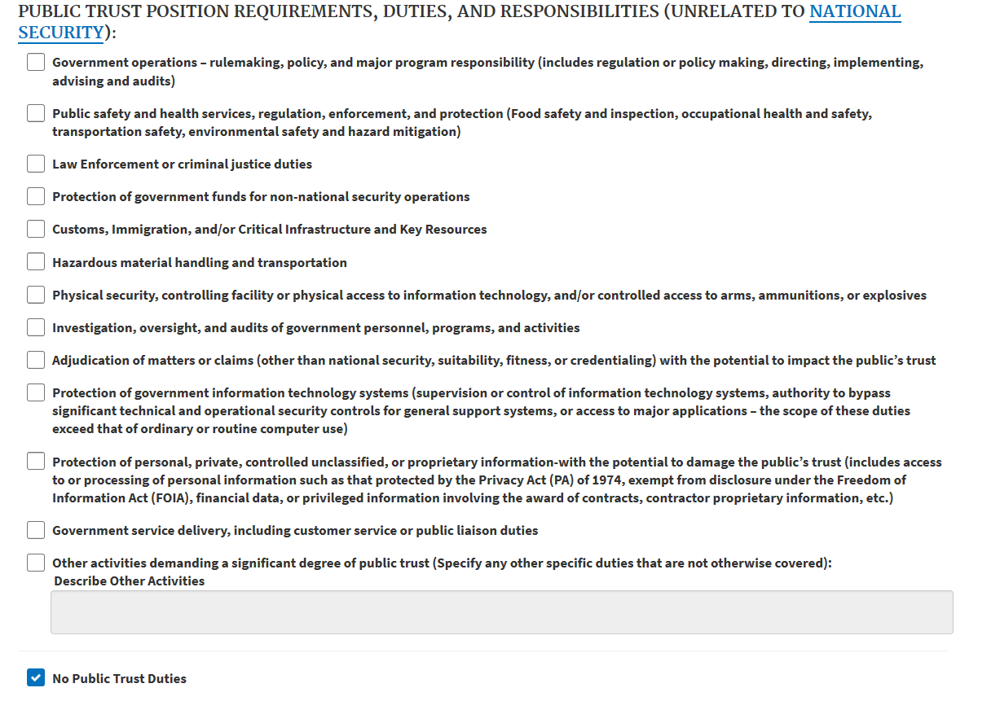 PUBLIC TRUST POSITION REQUIREMENTS, DUTIES, AND RESPONSIBILITIES (UNRELATED TO NATIONAL
SECURITY):
Government operations – rulemaking, policy, and major program responsibility (includes regulation or policy making, directing, implementing,
advising and audits)
Public safety and health services, regulation, enforcement, and protection (Food safety and inspection, occupational health and safety,
transportation safety, environmental safety and hazard mitigation)
Law Enforcement or criminal justice duties
Protection of government funds for non-national security operations
Customs, Immigration, and/or Critical Infrastructure and Key Resources
Hazardous material handling and transportation
Physical security, controlling facility or physical access to information technology, and/or controlled access to arms, ammunitions, or explosives
Investigation, oversight, and audits of government personnel, programs, and activities
Adjudication of matters or claims (other than national security, suitability, fitness, or credentialing) with the potential to impact the public’s trust
Protection of government information technology systems (supervision or control of information technology systems, authority to bypass
significant technical and operational security controls for general support systems, or access to major applications – the scope of these duties
exceed that of ordinary or routine computer use)
Protection of personal, private, controlled unclassified, or proprietary information-with the potential to damage the public’s trust (includes access
to or processing of personal information such as that protected by the Privacy Act (PA) of 1974, exempt from disclosure under the Freedom of
Information Act (FOIA), financial data, or privileged information involving the award of contracts, contractor proprietary information, etc.)
Government service delivery, including customer service or public liaison duties
Other activities demanding a significant degree of public trust (Specify any other specific duties that are not otherwise covered):
Describe Other Activities
No Public Trust Duties